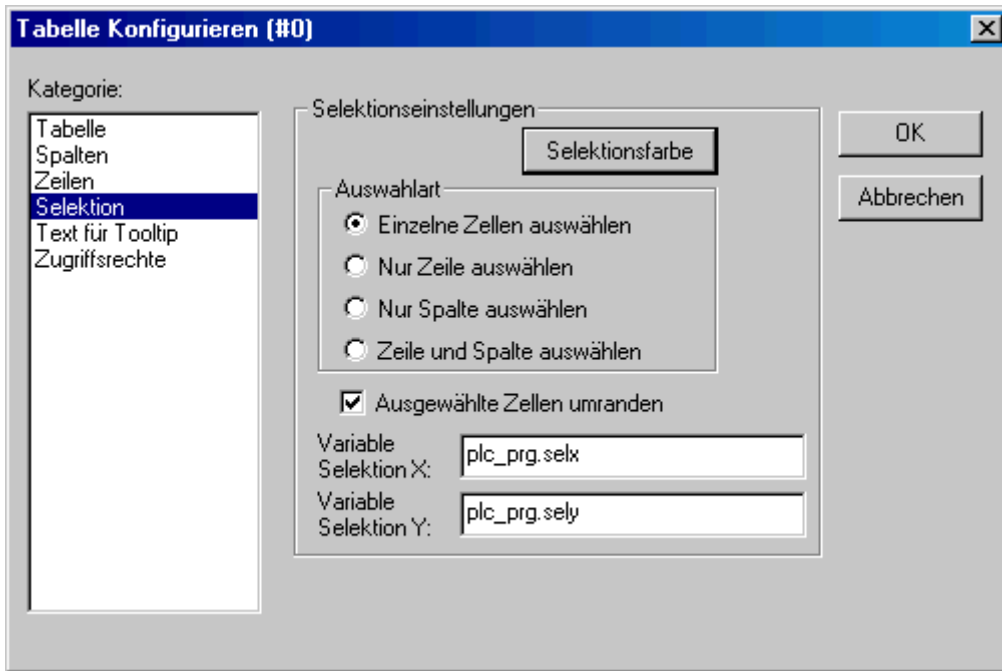 Tabelle Konfigurieren (#0)
Kategorie:
Tabelle
Spalten
Zeilen
Selektion
Text für Tooltip
Zugriffsrechte
Selektionseinstellungen
Selektionsfarbe
Auswahlart
Einzelne Zellen auswählen
Nur Zeile auswählen
Nur Spalte auswählen
Zeile und Spalte auswählen
Ausgewählte Zellen umranden
Variable
Selektion X:
plc_prg.selx
Variable
Selektion Y:
plc_prg.sely
OK
Abbrechen